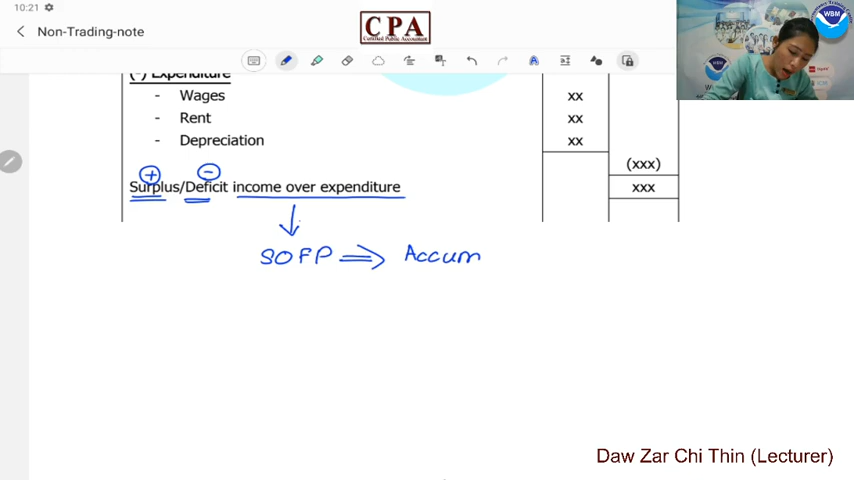 10:21
Non-Trading-note
CPA
Certified Public Accountant
WBM
(-) Expenditure
- Wages xx
- Rent xx
- Depreciation xx
(xxx)
+ -
Surplus/Deficit income over expenditure xxx
SOFP ⇒ Accum
Daw Zar Chi Thin (Lecturer)